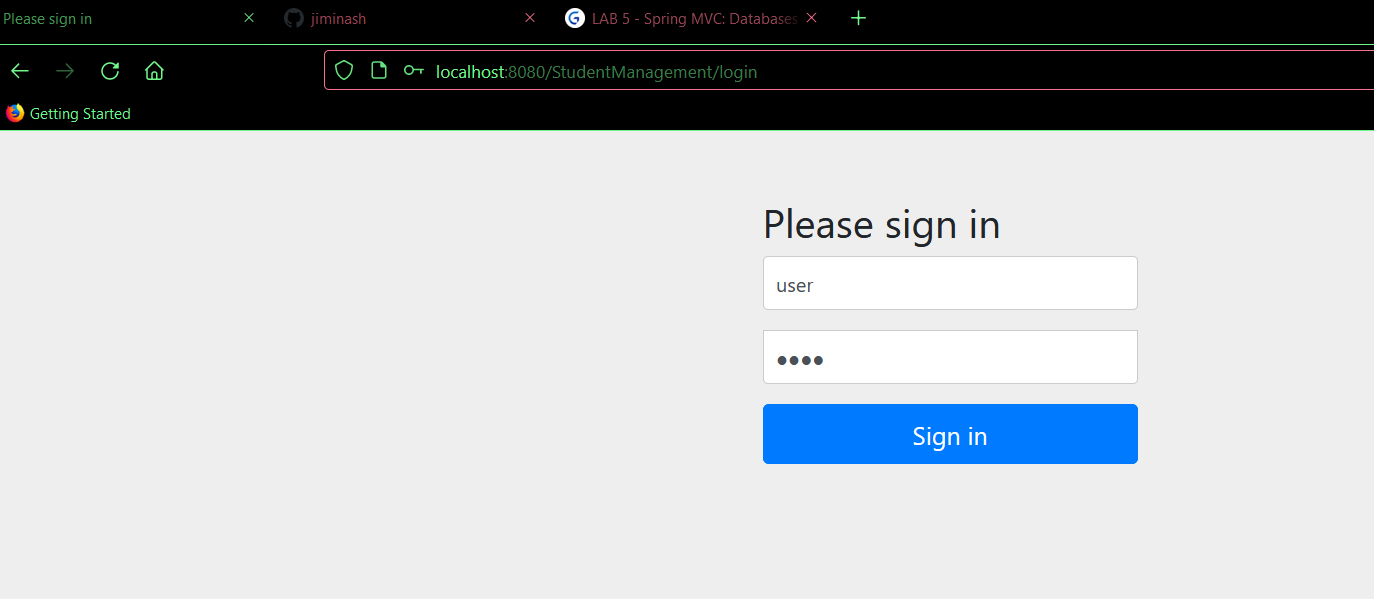 Please sign in
jiminash
LAB 5 - Spring MVC: Databases
localhost:8080/StudentManagement/login
Getting Started
Please sign in
user
••••
Sign in